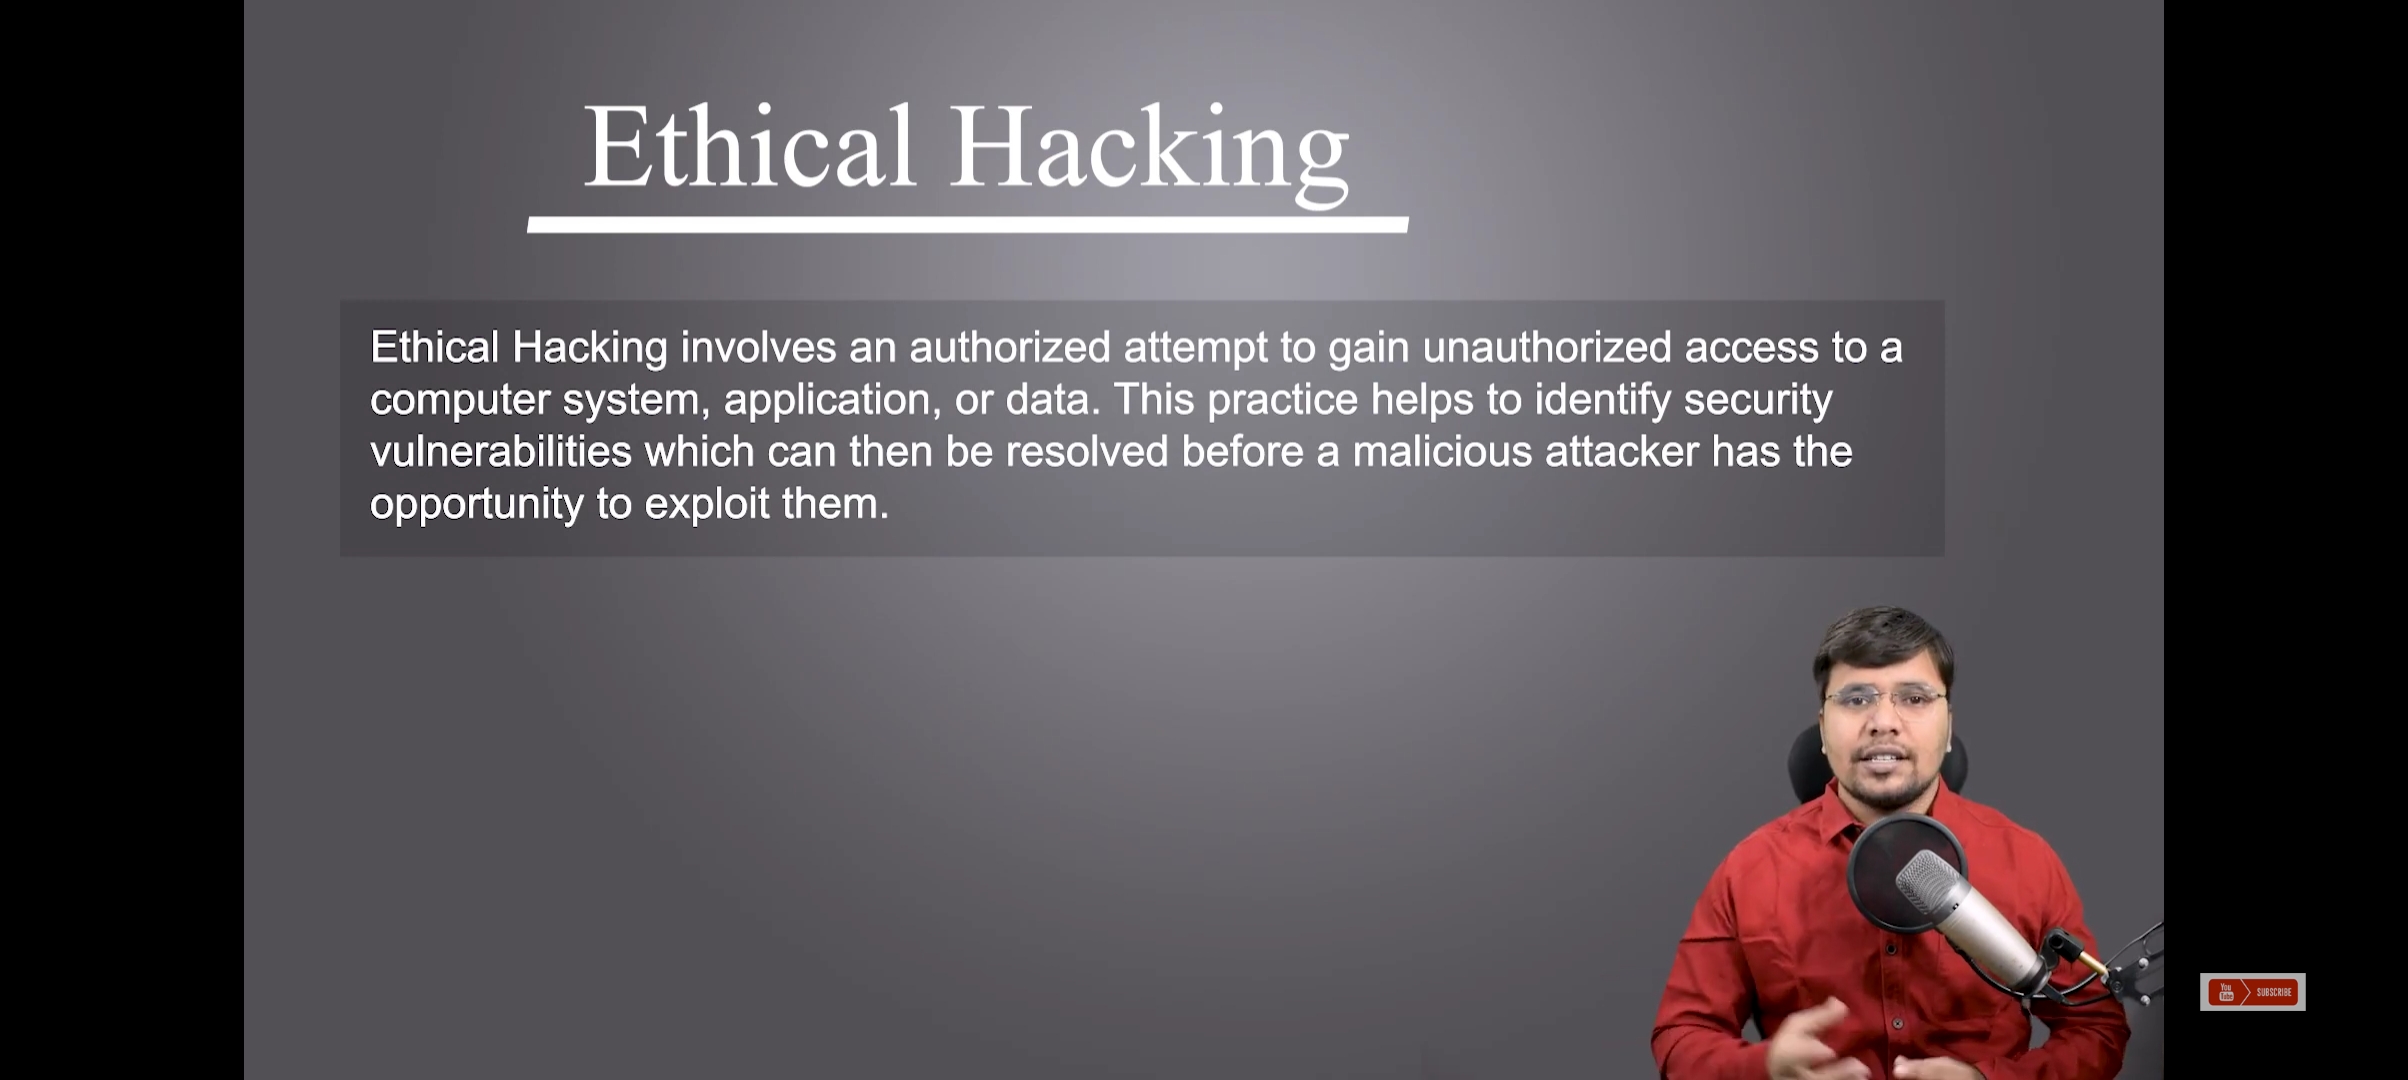 Ethical Hacking
Ethical Hacking involves an authorized attempt to gain unauthorized access to a
computer system, application, or data. This practice helps to identify security
vulnerabilities which can then be resolved before a malicious attacker has the
opportunity to exploit them.
You
Tube
SUBSCRIBE